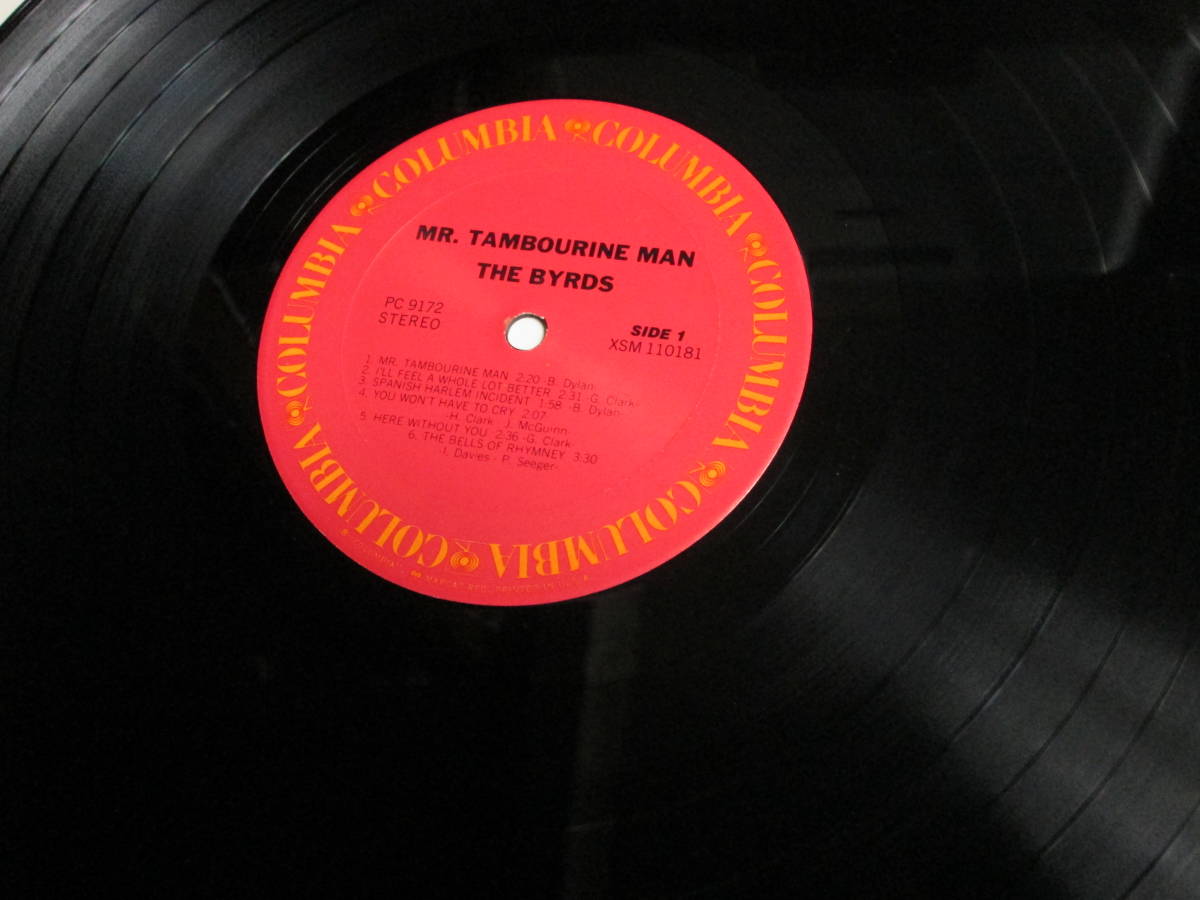 COLUMBIA COLUMBIA COLUMBIA COLUMBIA COLUMBIA COLUMBIA COLUMBIA COLUMBIA
MR. TAMBOURINE MAN
THE BYRDS
PC 9172
STEREO
SIDE 1
XSM 110181
1. MR. TAMBOURINE MAN 2:20 -B. Dylan-
2. I'LL FEEL A WHOLE LOT BETTER 2:31 -G. Clark-
3. SPANISH HARLEM INCIDENT 1:58 -B. Dylan-
4. YOU WON'T HAVE TO CRY 2:07
-H. Clark J. McGuinn-
5. HERE WITHOUT YOU 2:36 -G. Clark-
6. THE BELLS OF RHYMNEY 3:30
-I. Davies - P. Seeger-